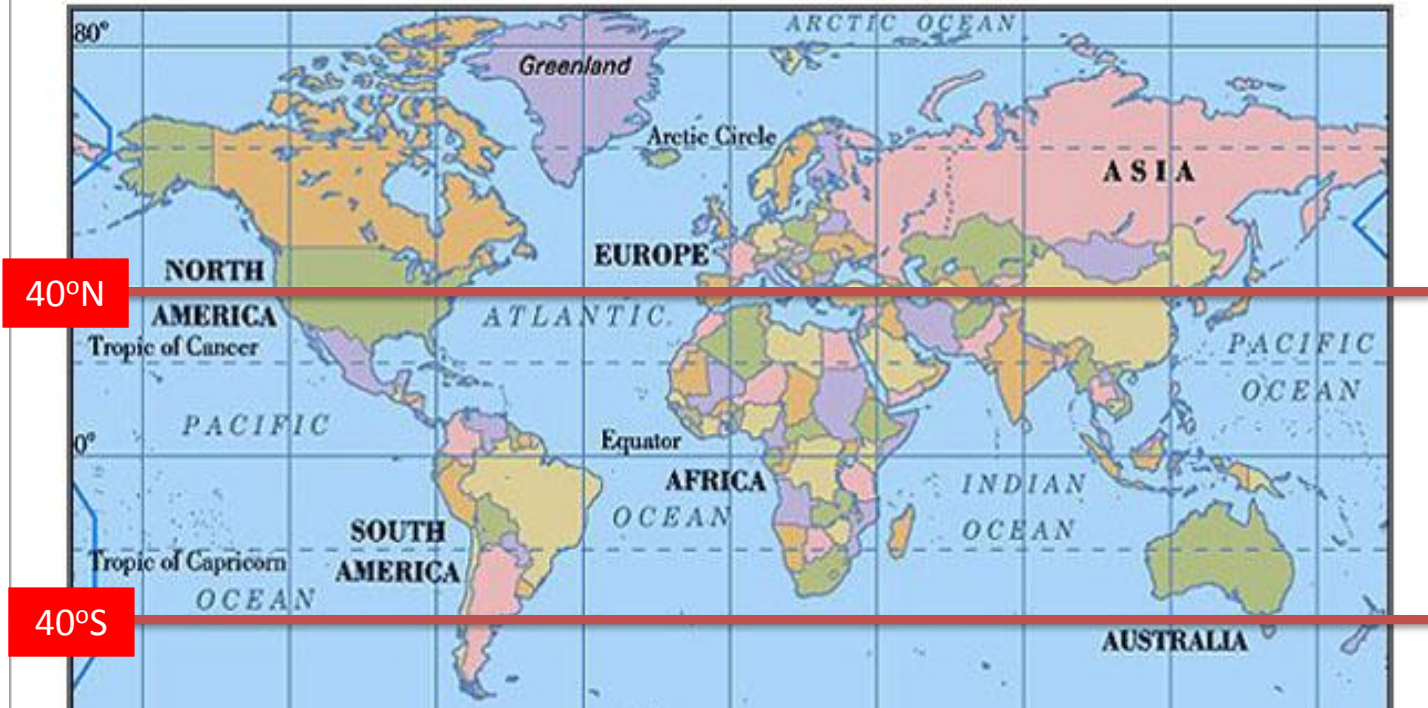 ARCTIC OCEAN
80°
Greenland
Arctic Circle
ASIA
EUROPE
NORTH
AMERICA
40°N
ATLANTIC
Tropic of Cancer
PACIFIC
OCEAN
PACIFIC
0°
Equator
AFRICA
INDIAN
OCEAN
OCEAN
SOUTH
AMERICA
Tropic of Capricorn
OCEAN
40°S
AUSTRALIA